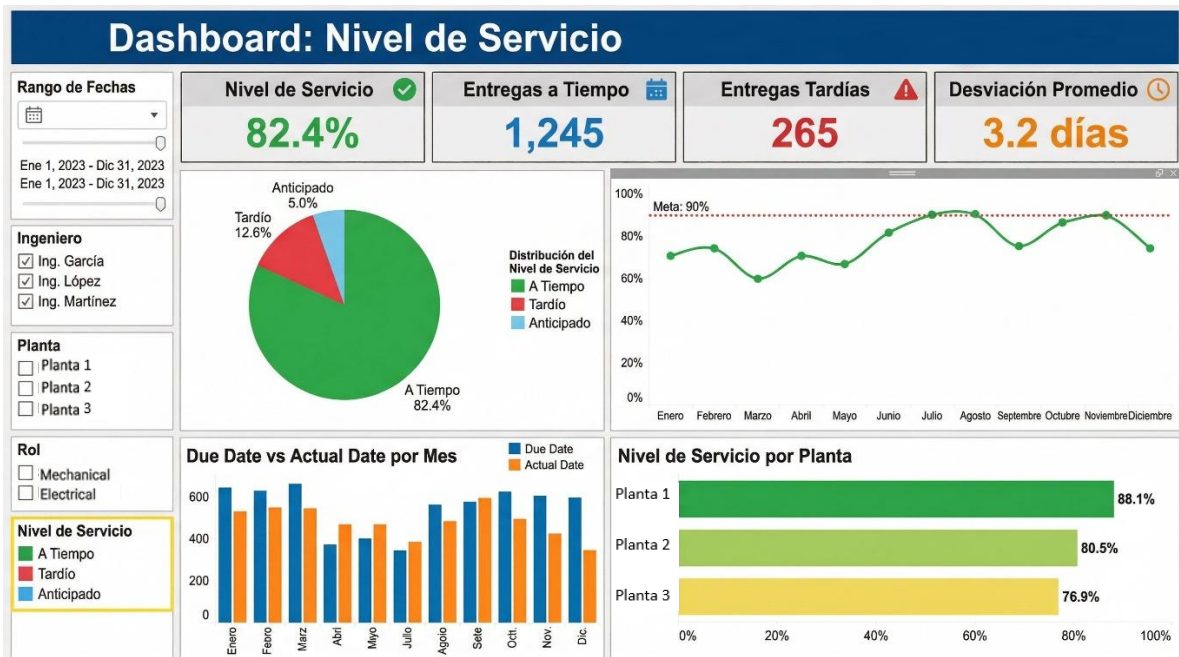 Dashboard: Nivel de Servicio
Rango de Fechas
Ene 1, 2023 - Dic 31, 2023
Ene 1, 2023 - Dic 31, 2023
Ingeniero
Ing. García
Ing. López
Ing. Martínez
Planta
Planta 1
Planta 2
Planta 3
Rol
Mechanical
Electrical
Nivel de Servicio
A Tiempo
Tardío
Anticipado
Nivel de Servicio
82.4%
Entregas a Tiempo
1,245
Entregas Tardías
265
Desviación Promedio
3.2 días
Anticipado
5.0%
Tardío
12.6%
A Tiempo
82.4%
Distribución del
Nivel de Servicio
A Tiempo
Tardío
Anticipado
100%
Meta: 90%
80%
60%
40%
20%
0%
Enero Febrero Marzo Abril Mayo Junio Julio Agosto Septembre Octubre Noviembre Diciembre
Due Date vs Actual Date por Mes
Due Date
Actual Date
600
400
200
0
Enero Febro Marz Abri Miyo Jullo Agoio Sete Octt. Nov. Dic.
Nivel de Servicio por Planta
Planta 1 88.1%
Planta 2 80.5%
Planta 3 76.9%
0% 20% 40% 60% 80% 100%